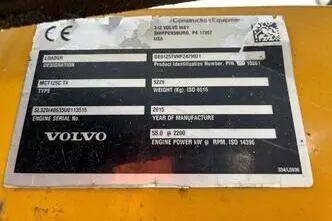 Construction Equipment
312 VOLVO WAY
SHIPPENSBURG, PA 17257
LOADER
DESIGNATION
Product Identification Number, PIN ISO 10261
MCT125C T4
TYPE
5229
WEIGHT (Kg) ISO 6016
ENGINE SERIAL No
2015
YEAR OF MANUFACTURE
VOLVO
55.0 @ 2200
ENGINE POWER kW @ RPM, ISO 14396